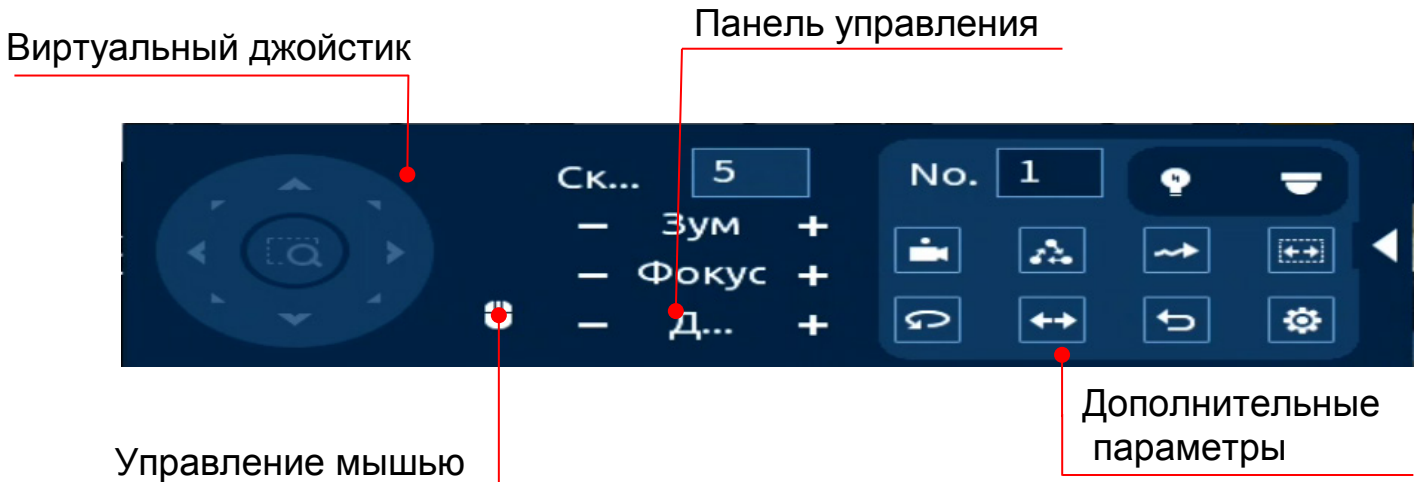 Панель управления
Виртуальный джойстик
Ск... 5
No. 1
– Зум +
– Фокус +
– Д... +
Дополнительные
параметры
Управление мышью